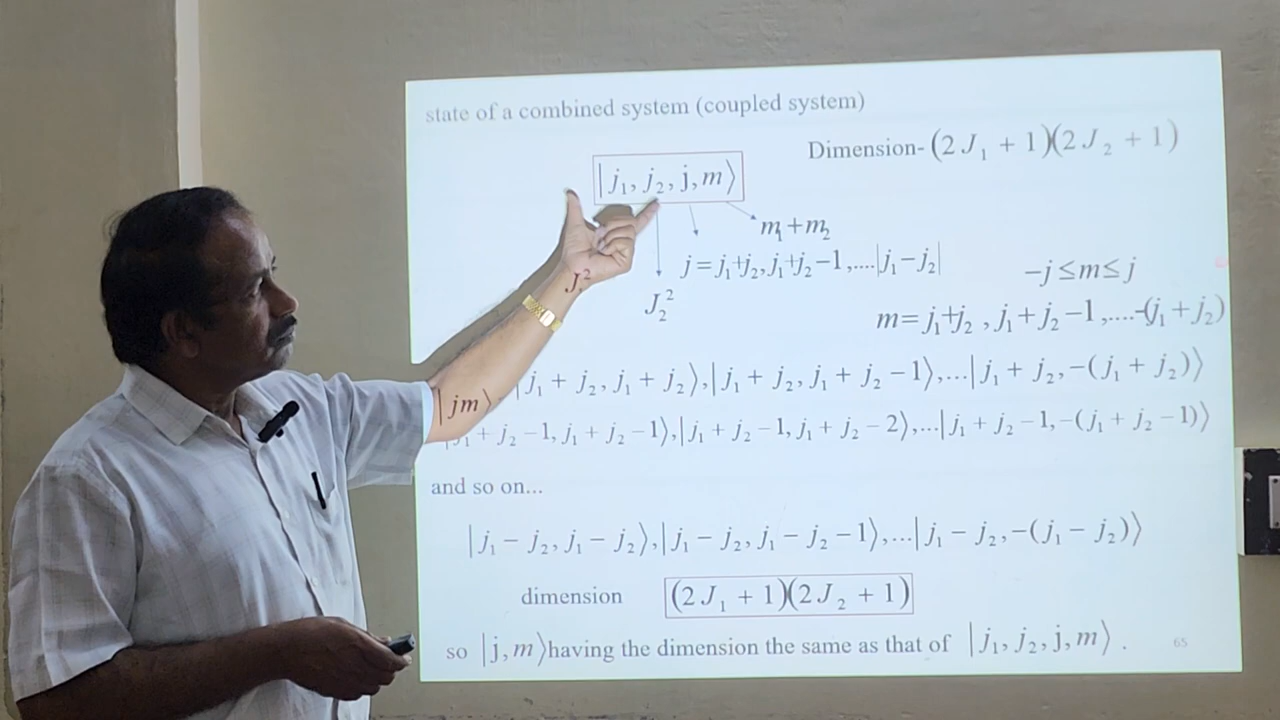 state of a combined system (coupled system)
Dimension- (2J₁ + 1)(2J₂ + 1)
|j₁, j₂, j, m⟩
m₁+m₂
j = j₁+j₂, j₁+j₂−1,....|j₁−j₂|
−j ≤ m ≤ j
J₂²
m = j₁+j₂ , j₁+j₂−1,....-(j₁+j₂)
|j₁ + j₂, j₁ + j₂⟩,|j₁ + j₂, j₁ + j₂ −1⟩,...|j₁ + j₂,−(j₁ + j₂)⟩
|jm⟩
|j₁ + j₂ −1, j₁ + j₂ −1⟩,|j₁ + j₂ −1, j₁ + j₂ − 2⟩,...|j₁ + j₂ −1,−(j₁ + j₂ −1)⟩
and so on...
|j₁ − j₂, j₁ − j₂⟩,|j₁ − j₂, j₁ − j₂ −1⟩,...|j₁ − j₂,−(j₁ − j₂)⟩
dimension (2J₁ + 1)(2J₂ + 1)
so |j, m⟩having the dimension the same as that of |j₁, j₂, j, m⟩ .
65